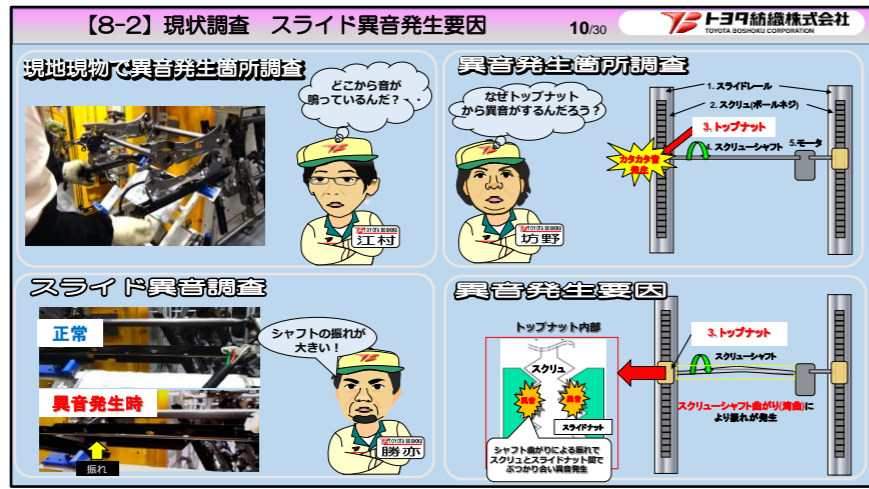 【8-2】現状調査　スライド異音発生要因
10/30
トヨタ紡織株式会社
TOYOTA BOSHOKU CORPORATION
現地現物で異音発生箇所調査
どこから音が
鳴っているんだ?・・
TOYOTA BOSHOKU
江村
異音発生箇所調査
なぜトップナット
から異音がするんだろう?
TOYOTA BOSHOKU
坊野
1. スライドレール
2. スクリュ(ボールネジ)
3. トップナット
4. スクリューシャフト
5.モータ
カタカタ音
発生
スライド異音調査
正常
異音発生時
振れ
シャフトの振れが
大きい!
TOYOTA BOSHOKU
勝亦
異音発生要因
トップナット内部
スクリュ
異音
異音
スライドナット
シャフト曲がりによる振れで
スクリュとスライドナット間で
ぶつかり合い異音発生
3. トップナット
スクリューシャフト
スクリューシャフト曲がり(湾曲)に
より振れが発生